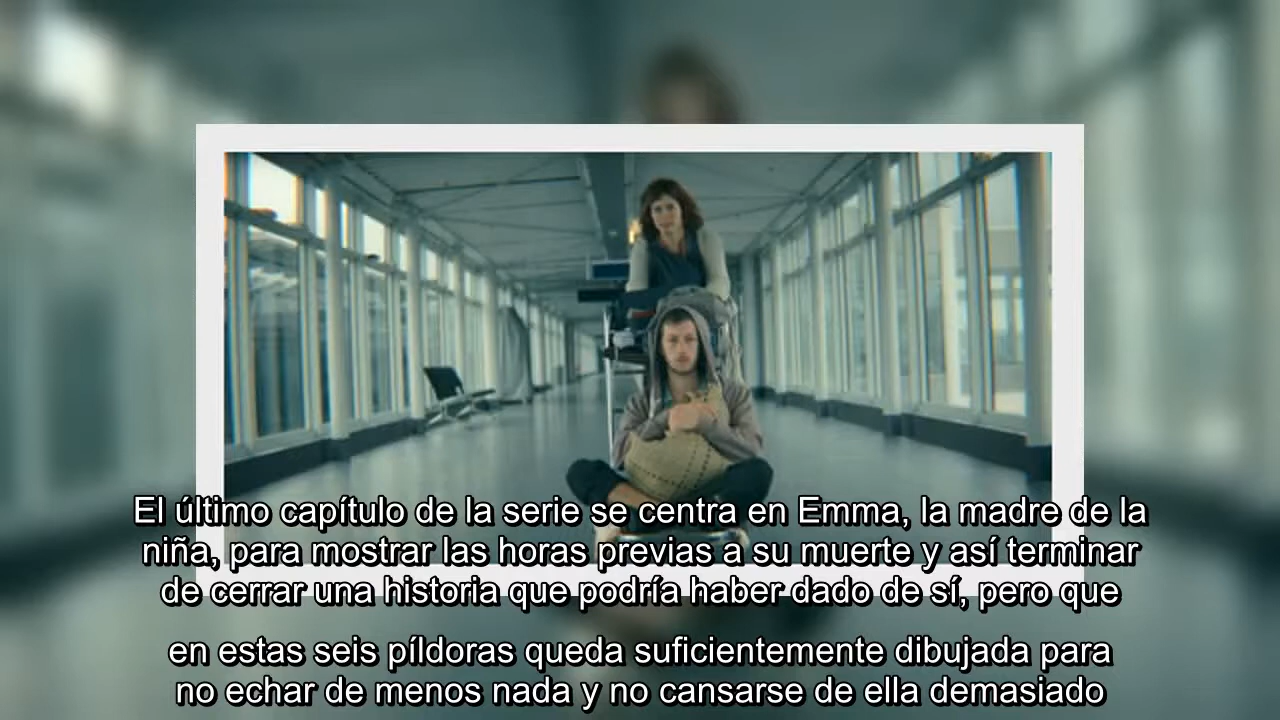 El último capítulo de la serie se centra en Emma, la madre de la
niña, para mostrar las horas previas a su muerte y así terminar
de cerrar una historia que podría haber dado de sí, pero que
en estas seis píldoras queda suficientemente dibujada para
no echar de menos nada y no cansarse de ella demasiado